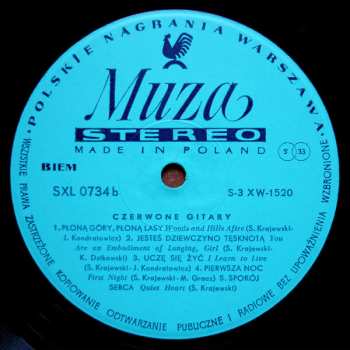 POLSKIE NAGRANIA WARSZAWA
Muza
STEREO
MADE IN POLAND
BIEM
33
SXL 0734b
S-3 XW-1520
CZERWONE GITARY
1. PŁONĄ GÓRY, PŁONĄ LASY Woods and Hills Afire (S. Krajewski-
J. Kondratowicz) 2. JESTEŚ DZIEWCZYNO TĘSKNOTĄ You
Are an Embodiment of Longing, Girl (S. Krajewski-
K. Dzikowski) 3. UCZĘ SIĘ ŻYĆ I Learn to Live
(S. Krajewski-J. Kondratowicz) 4. PIERWSZA NOC
First Night (S. Krajewski-M. Gaszyński) 5. SPOKÓJ
SERCA Quiet Heart (S. Krajewski)
WSZYSTKIE PRAWA ZASTRZEŻONE KOPIOWANIE ODTWARZANIE PUBLICZNE I RADIOWE BEZ UPOWAŻNIENIA WZBRONIONE